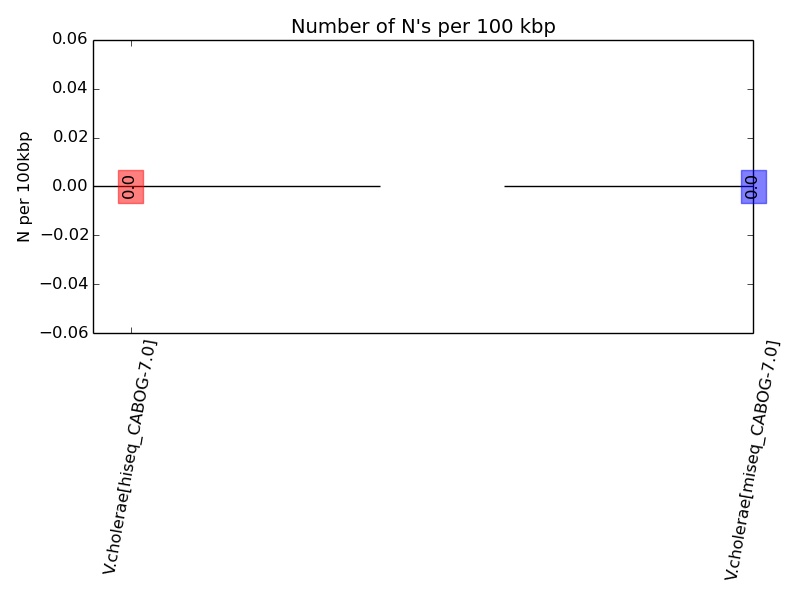 Number of N's per 100 kbp
N per 100kbp
0.06
0.04
0.02
0.00
−0.02
−0.04
−0.06
0.0
0.0
V.cholerae[hiseq_CABOG-7.0]
V.cholerae[miseq_CABOG-7.0]